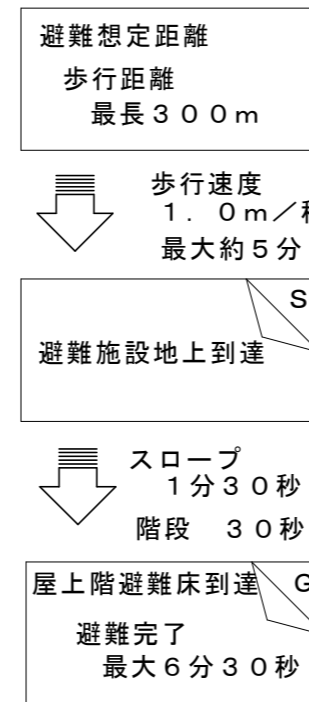 避難想定距離
歩行距離
最長３００ｍ
歩行速度
１．０ｍ／
最大約５分
S
避難施設地上到達
スロープ
１分３０秒
階段　３０秒
屋上階避難床到達
避難完了
最大６分３０秒